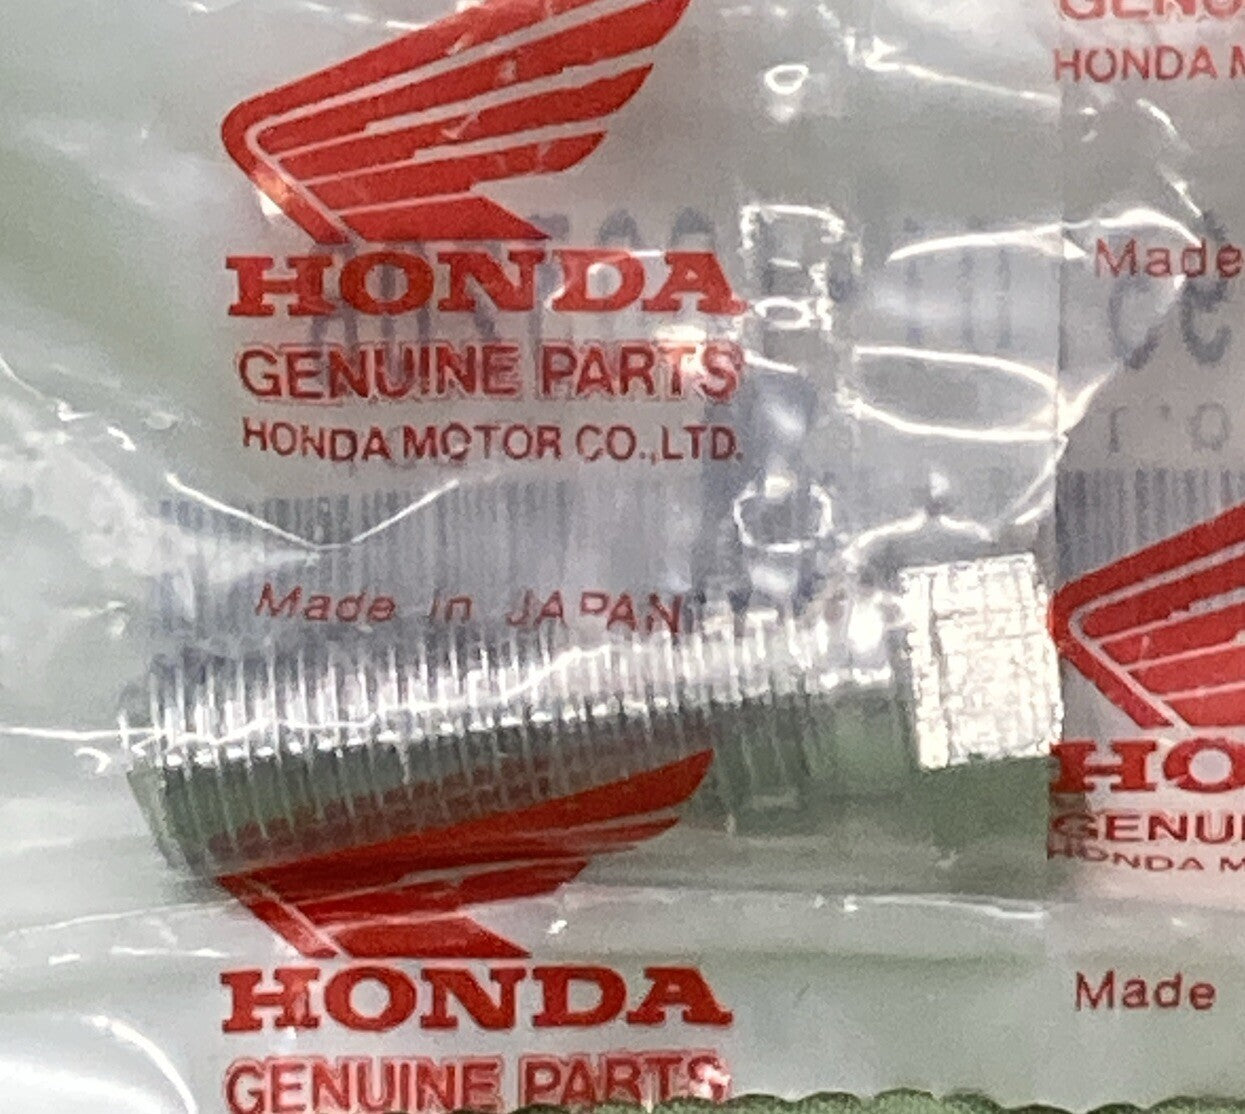 GENU
HONDA M
HONDA
GENUINE PARTS
HONDA MOTOR CO.,LTD.
Made in JAPAN
Made
HONDA
GENUINE PARTS
HO
GENUI
HONDA M
Made